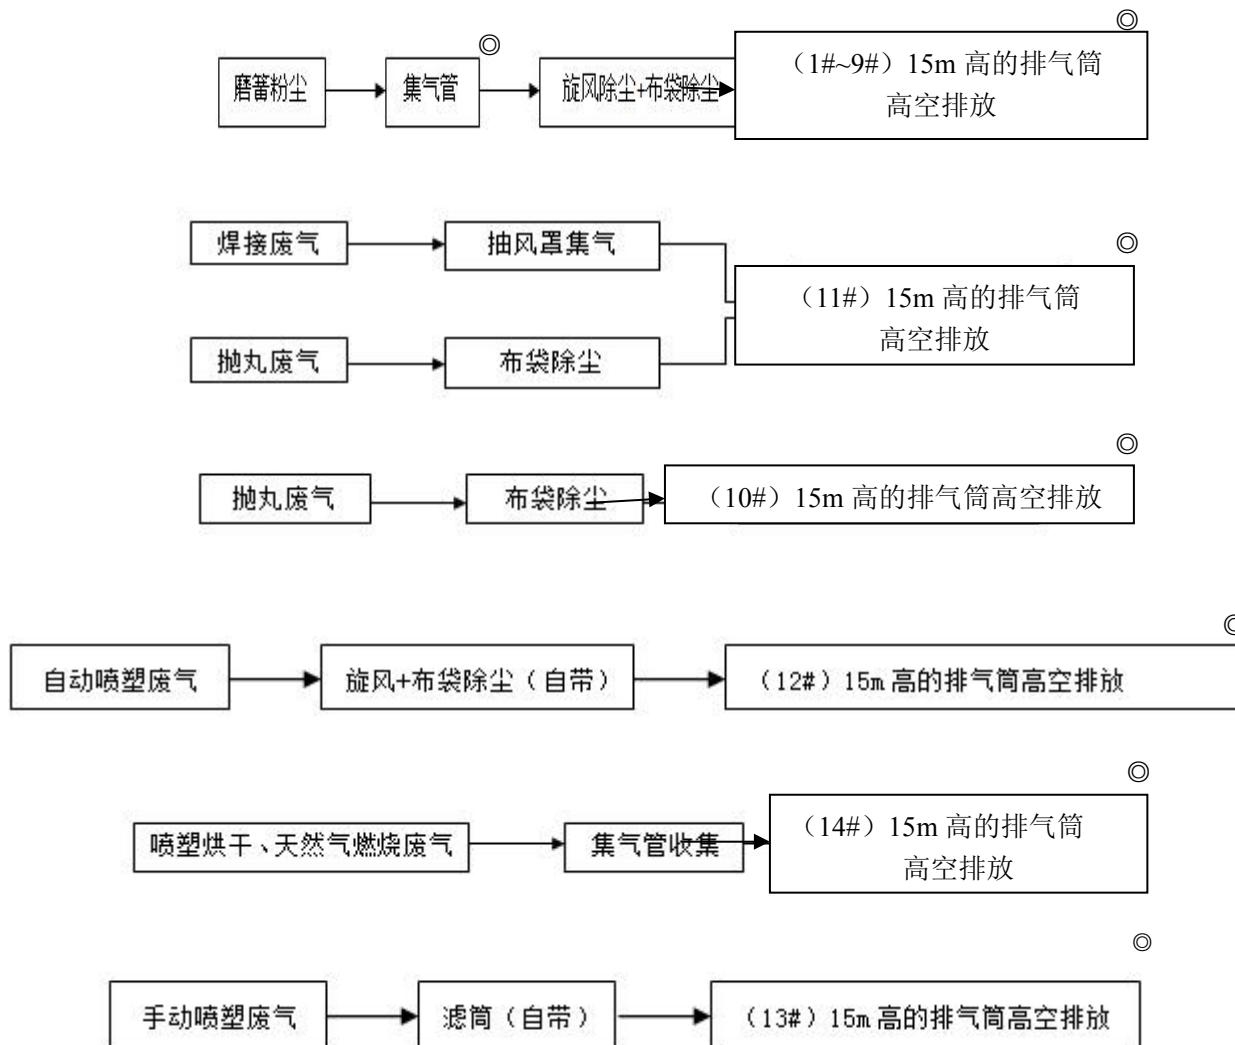 ◎
◎
磨簧粉尘
集气管
旋风除尘+布袋除尘
（1#~9#）15m 高的排气筒
高空排放
◎
焊接废气
抽风罩集气
（11#）15m 高的排气筒
高空排放
抛丸废气
布袋除尘
◎
抛丸废气
布袋除尘
（10#）15m 高的排气筒高空排放
◎
自动喷塑废气
旋风+布袋除尘（自带）
（12#）15m 高的排气筒高空排放
◎
喷塑烘干、天然气燃烧废气
集气管收集
（14#）15m 高的排气筒
高空排放
◎
手动喷塑废气
滤筒（自带）
（13#）15m 高的排气筒高空排放